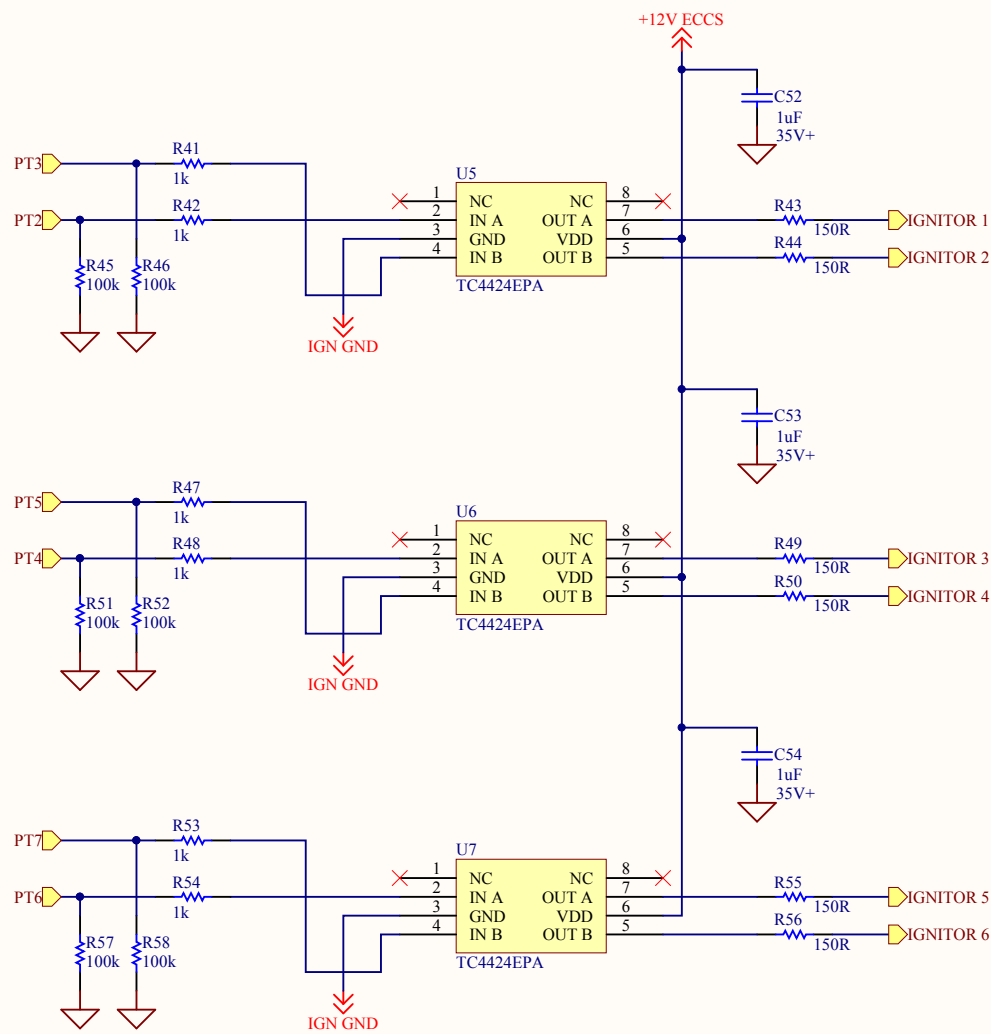 +12V ECCS
C52
1uF
35V+
PT3
R41
1k
PT2
R42
1k
R45
100k
R46
100k
U5
1 NC NC 8
2 IN A OUT A 7
3 GND VDD 6
4 IN B OUT B 5
TC4424EPA
IGN GND
R43
150R
IGNITOR 1
R44
150R
IGNITOR 2
C53
1uF
35V+
PT5
R47
1k
PT4
R48
1k
R51
100k
R52
100k
U6
1 NC NC 8
2 IN A OUT A 7
3 GND VDD 6
4 IN B OUT B 5
TC4424EPA
IGN GND
R49
150R
IGNITOR 3
R50
150R
IGNITOR 4
C54
1uF
35V+
PT7
R53
1k
PT6
R54
1k
R57
100k
R58
100k
U7
1 NC NC 8
2 IN A OUT A 7
3 GND VDD 6
4 IN B OUT B 5
TC4424EPA
IGN GND
R55
150R
IGNITOR 5
R56
150R
IGNITOR 6